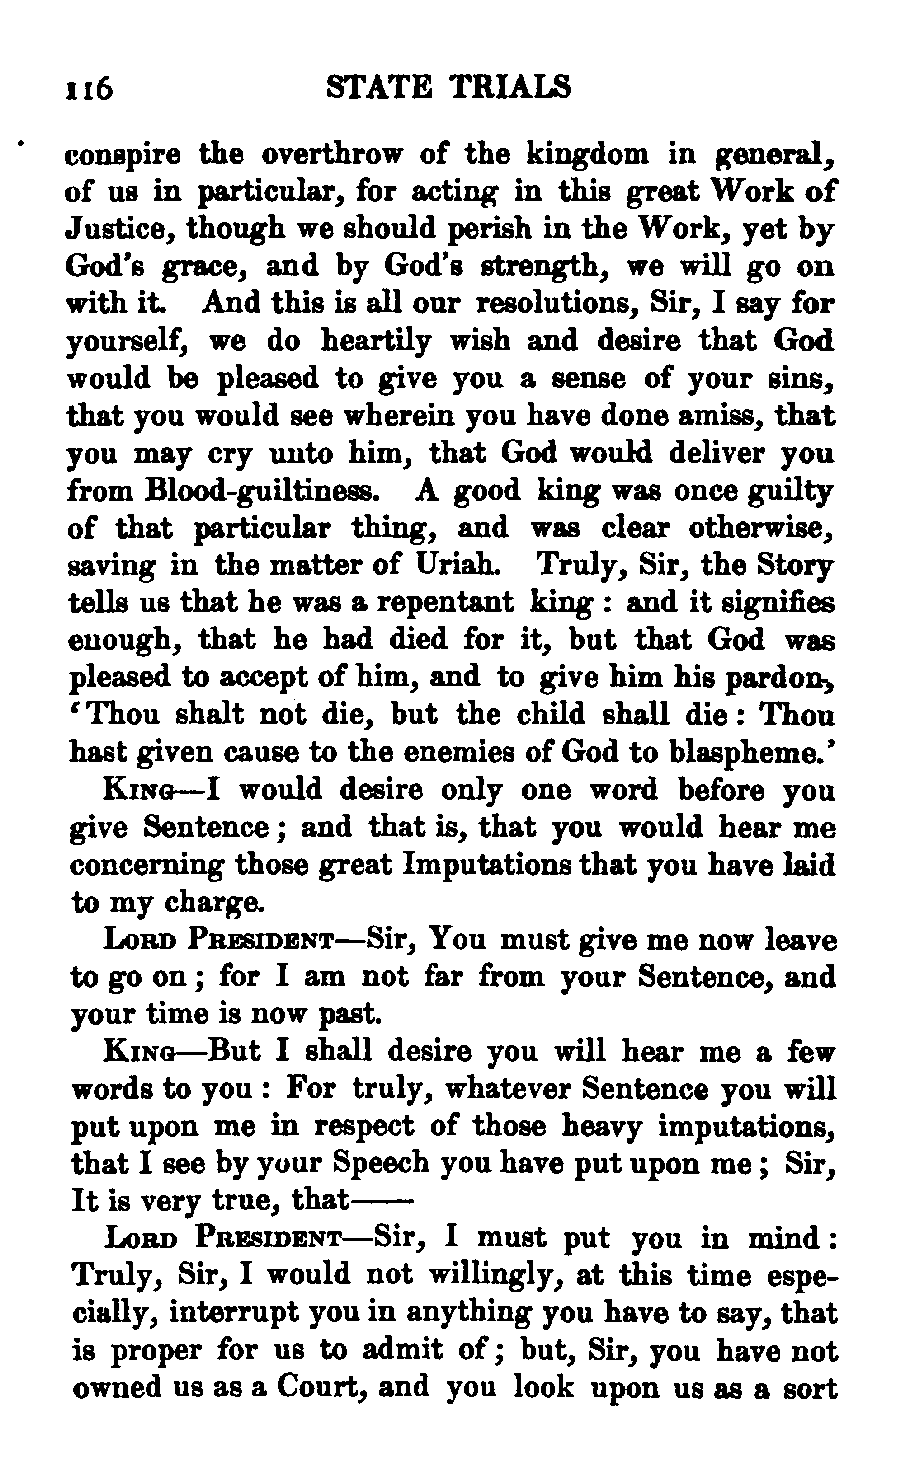 116 STATE TRIALS
conspire the overthrow of the kingdom in general,
of us in particular, for acting in this great Work of
Justice, though we should perish in the Work, yet by
God's grace, and by God's strength, we will go on
with it. And this is all our resolutions, Sir, I say for
yourself, we do heartily wish and desire that God
would be pleased to give you a sense of your sins,
that you would see wherein you have done amiss, that
you may cry unto him, that God would deliver you
from Blood-guiltiness. A good king was once guilty
of that particular thing, and was clear otherwise,
saving in the matter of Uriah. Truly, Sir, the Story
tells us that he was a repentant king : and it signifies
enough, that he had died for it, but that God was
pleased to accept of him, and to give him his pardon,
‘Thou shalt not die, but the child shall die : Thou
hast given cause to the enemies of God to blaspheme.’
KING—I would desire only one word before you
give Sentence ; and that is, that you would hear me
concerning those great Imputations that you have laid
to my charge.
LORD PRESIDENT—Sir, You must give me now leave
to go on ; for I am not far from your Sentence, and
your time is now past.
KING—But I shall desire you will hear me a few
words to you : For truly, whatever Sentence you will
put upon me in respect of those heavy imputations,
that I see by your Speech you have put upon me ; Sir,
It is very true, that——
LORD PRESIDENT—Sir, I must put you in mind :
Truly, Sir, I would not willingly, at this time espe-
cially, interrupt you in anything you have to say, that
is proper for us to admit of ; but, Sir, you have not
owned us as a Court, and you look upon us as a sort